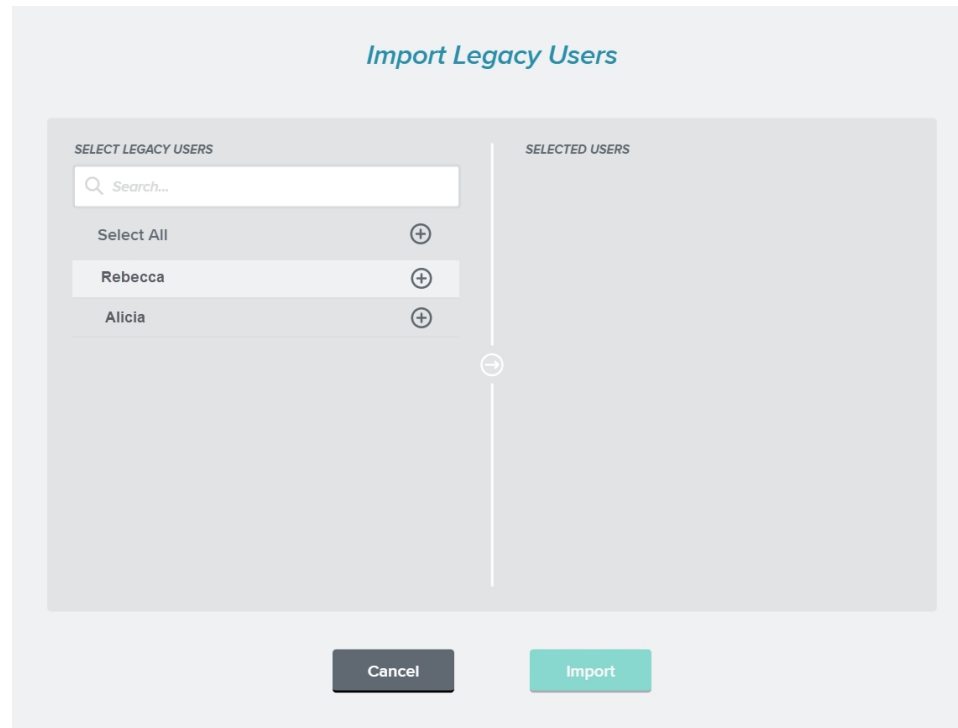 Import Legacy Users
SELECT LEGACY USERS
Search...
Select All
Rebecca
Alicia
SELECTED USERS
Cancel
Import